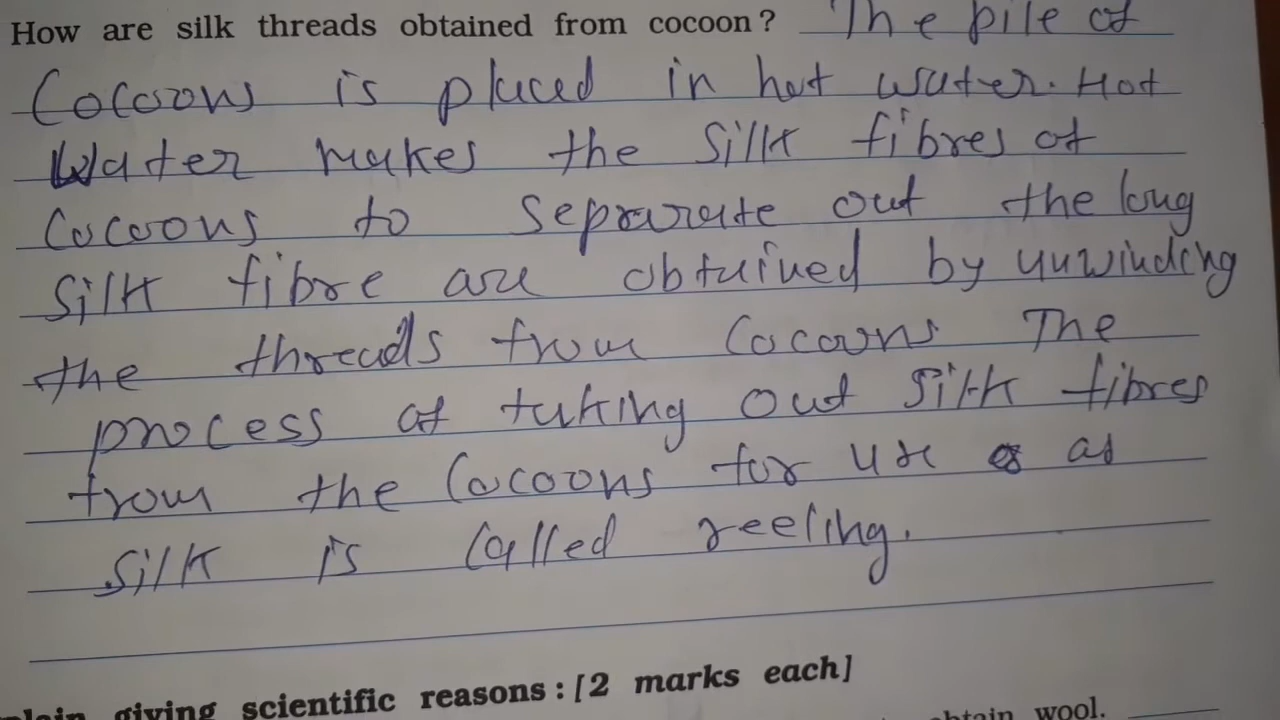 How are silk threads obtained from cocoon? The pile of
Cocoons is placed in hot water. Hot
Water makes the silk fibres of
Cocoons to separate out the long
silk fibre are obtained by unwinding
the threads from Cocoons The
process of taking out silk fibres
from the Cocoons for use as
silk is called reeling.
giving scientific reasons : [2 marks each]
obtain wool.